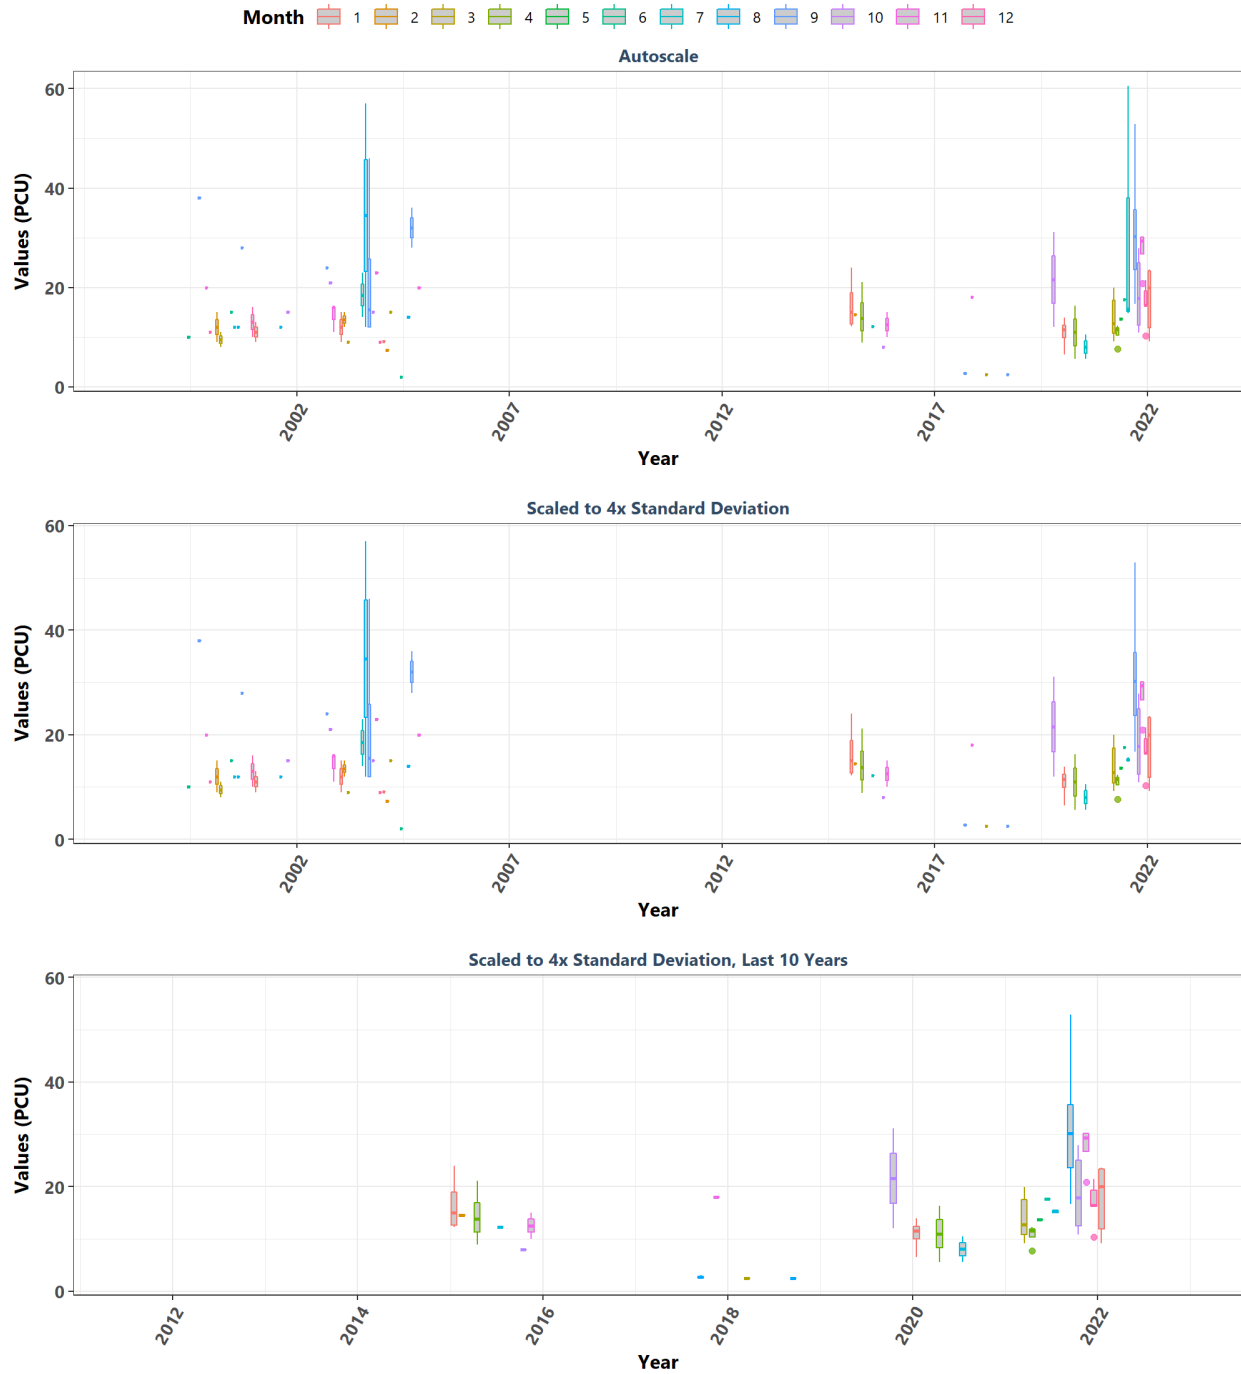 Month 1 2 3 4 5 6 7 8 9 10 11 12
Autoscale
Values (PCU)
60
40
20
0
2002 2007 2012 2017 2022
Year
Scaled to 4x Standard Deviation
Values (PCU)
60
40
20
0
2002 2007 2012 2017 2022
Year
Scaled to 4x Standard Deviation, Last 10 Years
Values (PCU)
60
40
20
0
2012 2014 2016 2018 2020 2022
Year